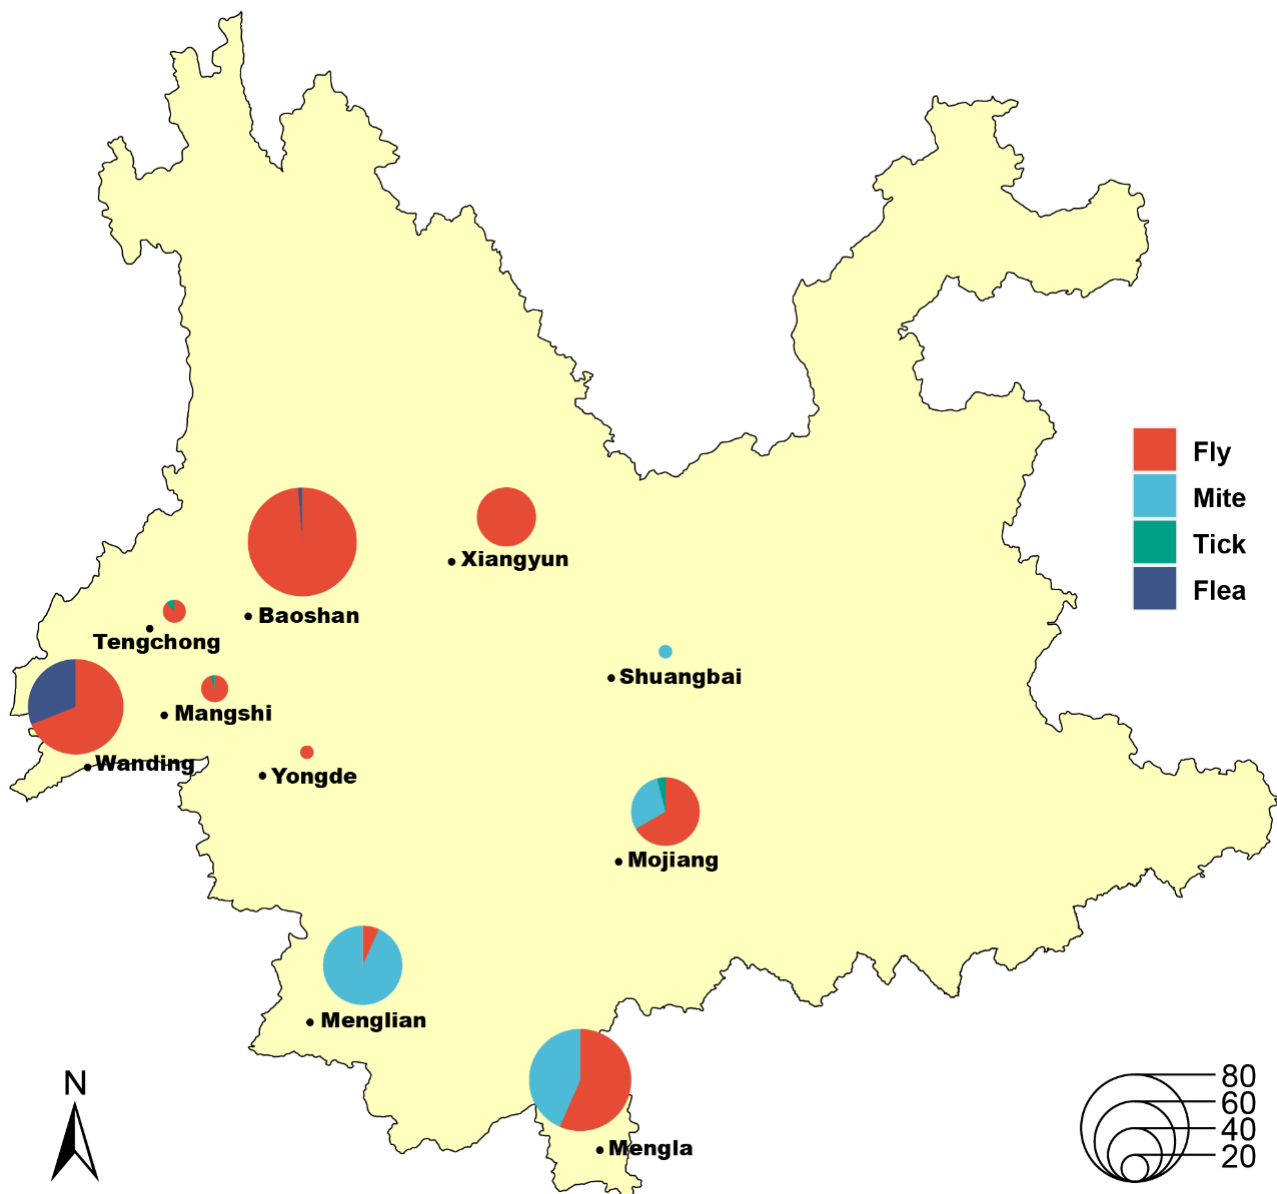 Fly
Mite
Tick
Flea
Xiangyun
Baoshan
Tengchong
Shuangbai
Mangshi
Wanding
Yongde
Mojiang
Menglian
Mengla
N
80
60
40
20